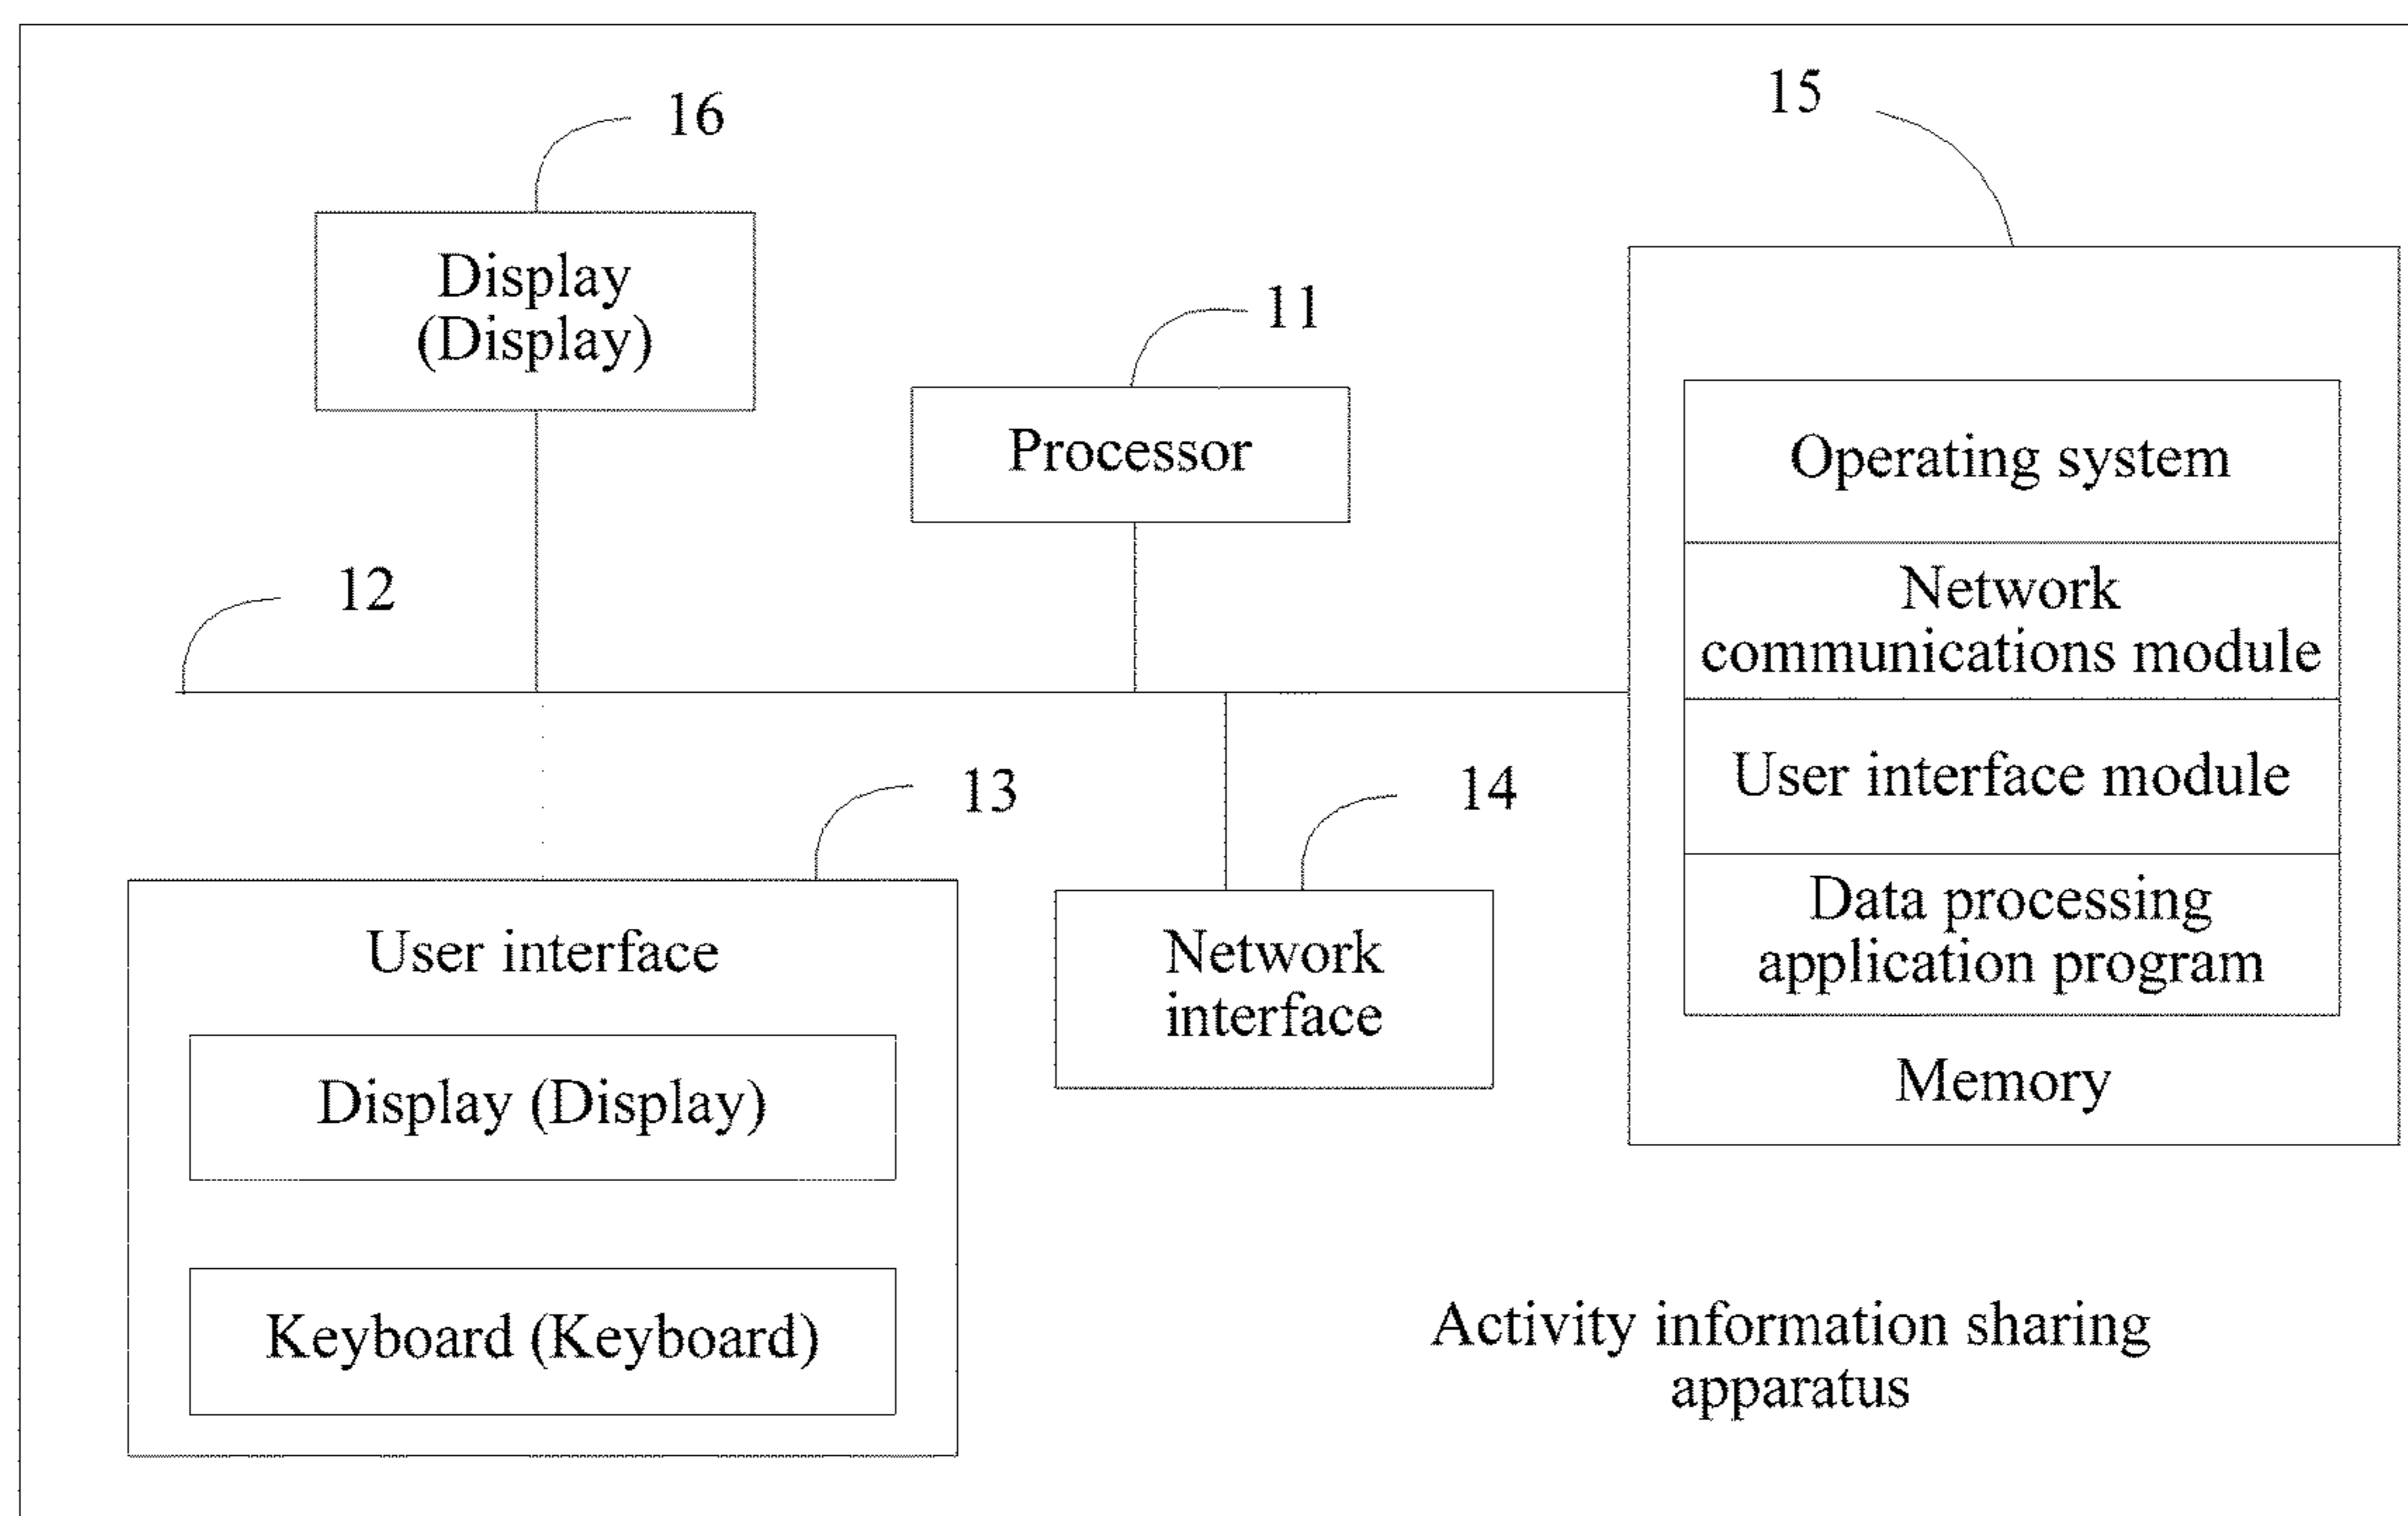 16
15
Display
(Display)
11
Processor
Operating system
12
Network
communications module
User interface module
13
14
Data processing
application program
User interface
Network
interface
Display (Display)
Memory
Keyboard (Keyboard)
Activity information sharing
apparatus